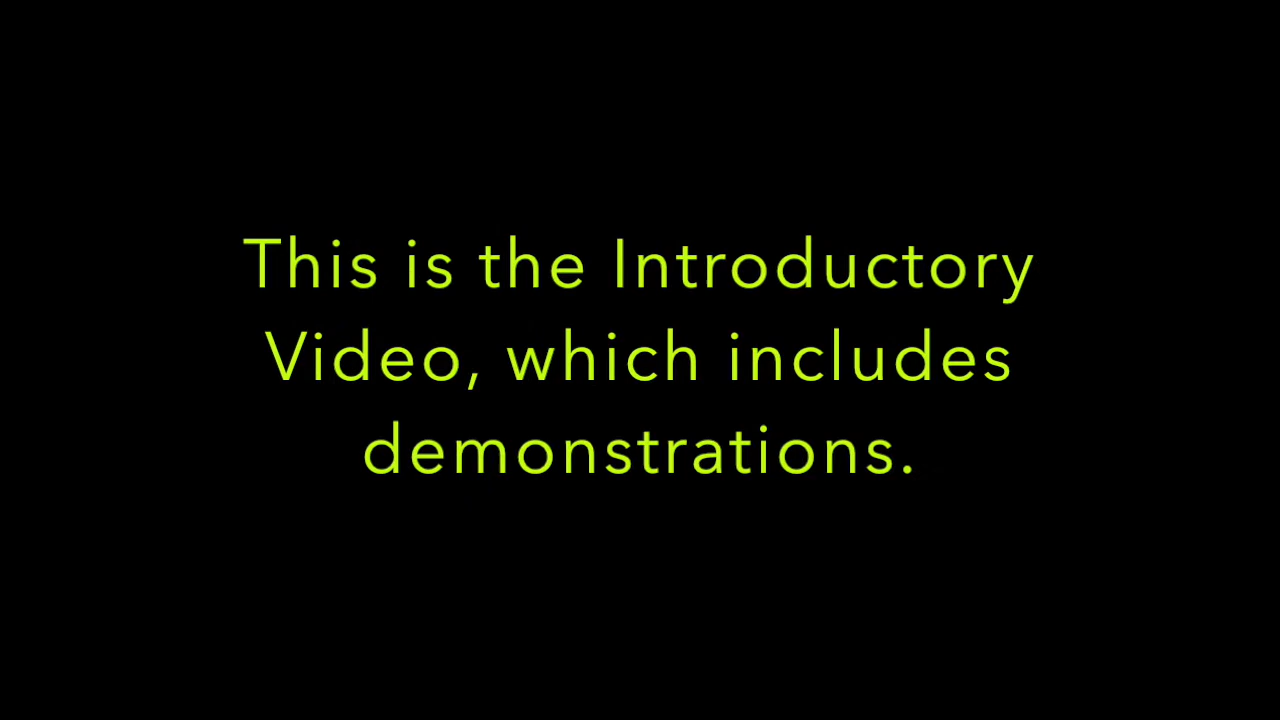 This is the Introductory
Video, which includes
demonstrations.